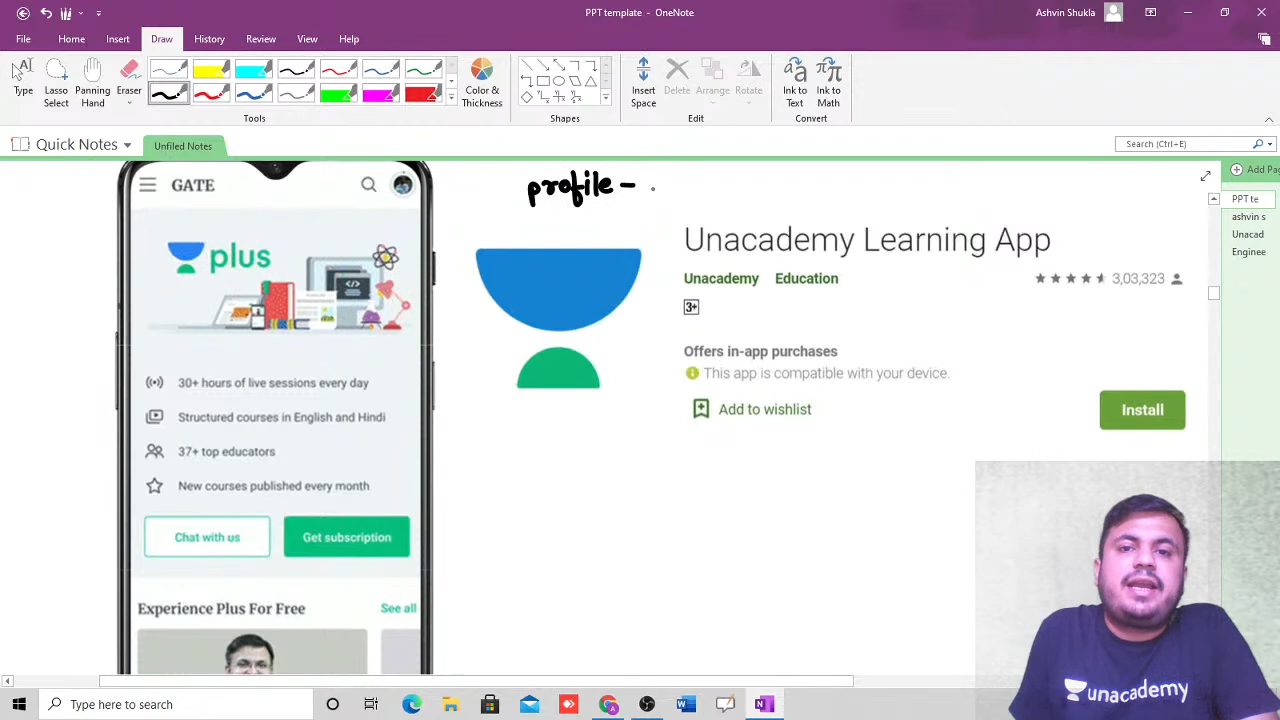 PPT template - OneNote
Ashvin Shukla
File
Home
Insert
Draw
History
Review
View
Help
Type
Lasso Select
Panning Hand
Eraser
Color & Thickness
Insert Space
Delete
Arrange
Rotate
Ink to Text
Ink to Math
Tools
Shapes
Edit
Convert
Quick Notes
Unfiled Notes
Search (Ctrl+E)
Add Pag
PPT te
ashvin s
Unacad
Enginee
GATE
plus
30+ hours of live sessions every day
Structured courses in English and Hindi
37+ top educators
New courses published every month
Chat with us
Get subscription
Experience Plus For Free
See all
profile -
Unacademy Learning App
Unacademy Education
3,03,323
3+
Offers in-app purchases
This app is compatible with your device.
Add to wishlist
Install
unacademy
Type here to search